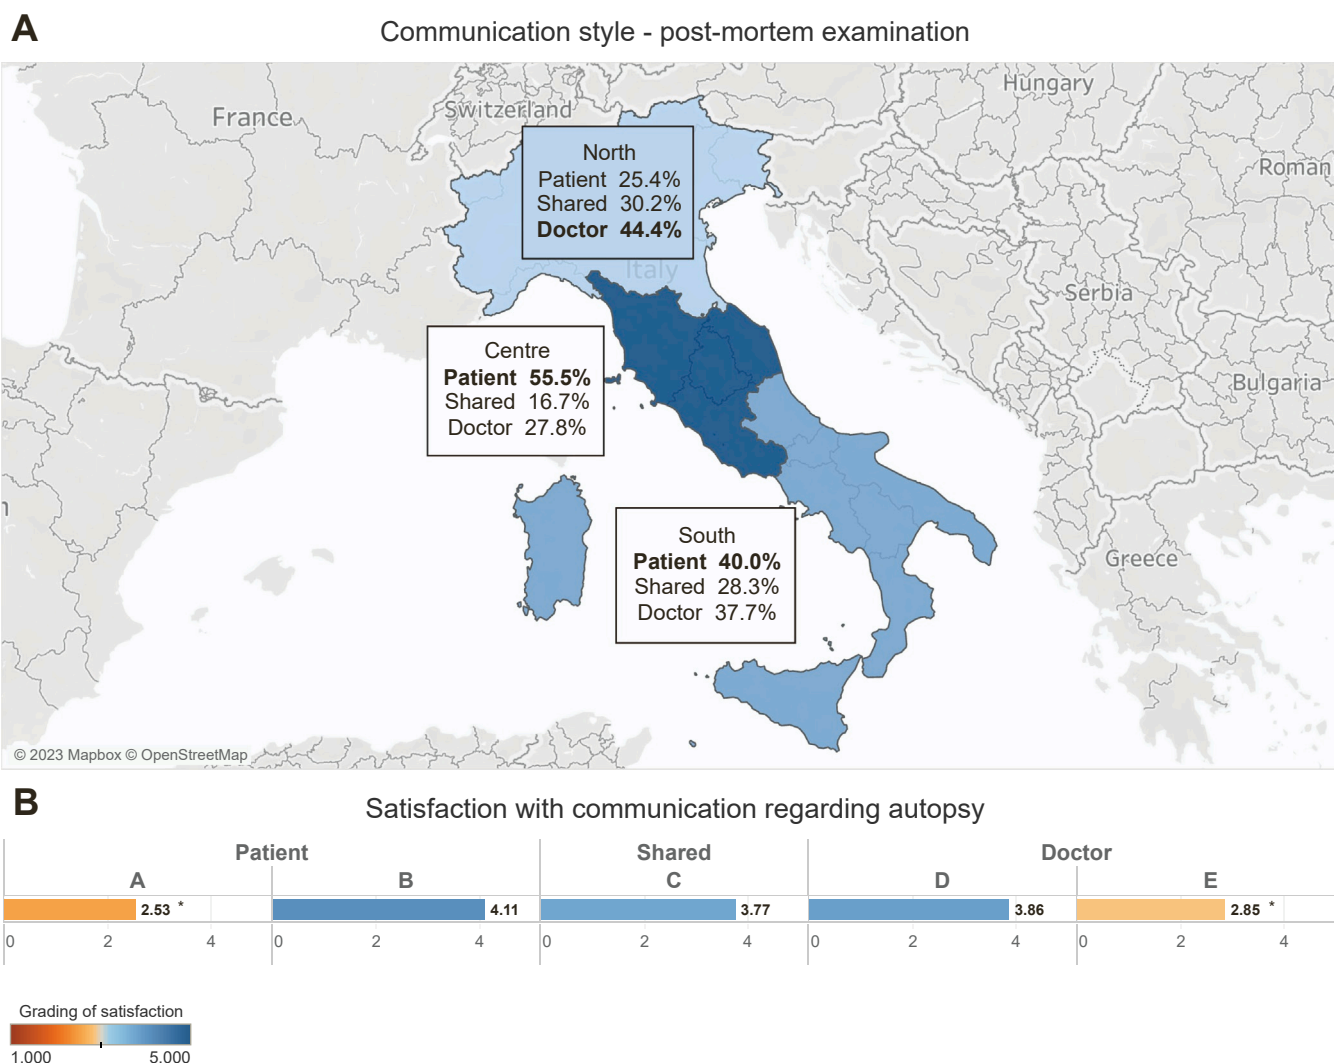 A
Communication style - post-mortem examination
France
Switzerland
Hungary
Roman
North
Patient 25.4%
Shared 30.2%
Doctor 44.4%
Italy
Serbia
Centre
Patient 55.5%
Shared 16.7%
Doctor 27.8%
Bulgaria
n
South
Patient 40.0%
Shared 28.3%
Doctor 37.7%
Greece
© 2023 Mapbox © OpenStreetMap
B
Satisfaction with communication regarding autopsy
Patient Shared Doctor
A B C D E
2.53 * 4.11 3.77 3.86 2.85 *
0 2 4 0 2 4 0 2 4 0 2 4 0 2 4
Grading of satisfaction
1.000 5.000